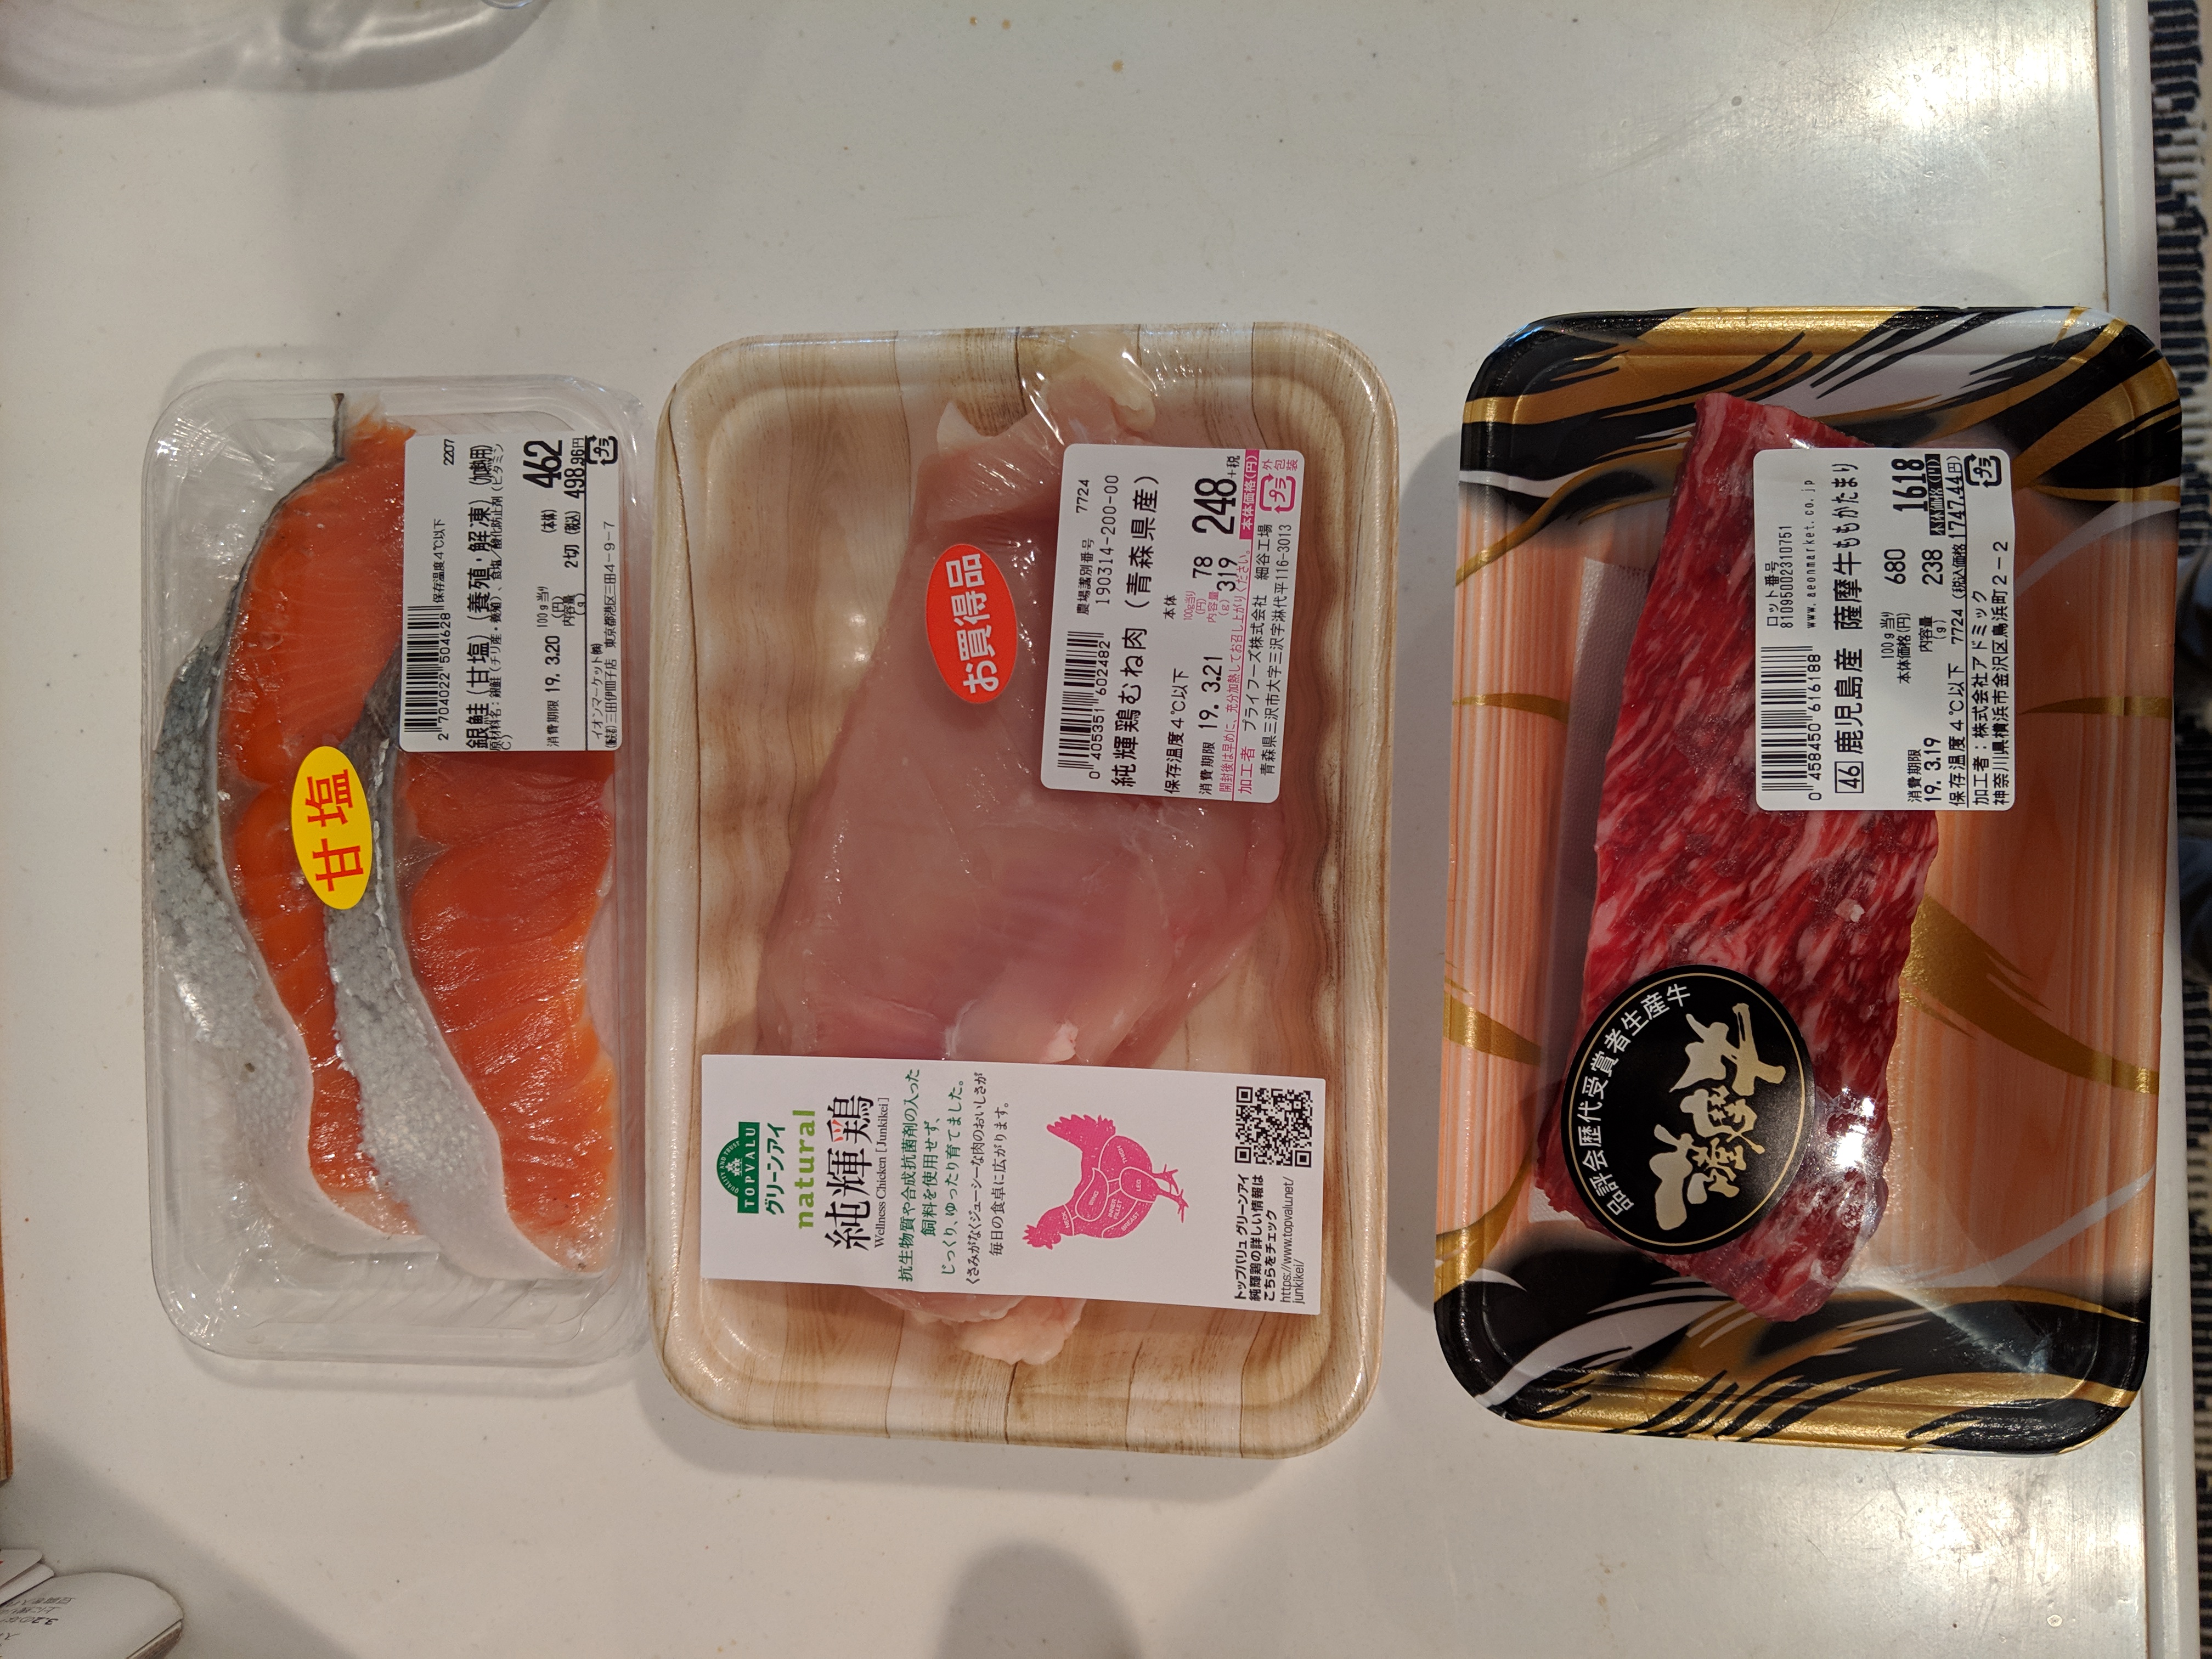 甘塩
2 704022 504628
保存温度4℃以下
2207
銀鮭(甘塩)(養殖・解凍)(加熱用)
原材料名:銀鮭(チリ産・養殖)、食塩/酸化防止剤(ビタミン
C)
消費期限 19. 3.20
100g当り
(円)
内容量
(g)
2切
(本体) 462
(税込) 498.96円
イオンマーケット㈱
三田伊皿子店 東京都港区三田4-9-7
プラ
QUALITY AND TRUST
TOPVALU
グリーンアイ
natural
純輝鶏
Wellness Chicken [Junkikei]
抗生物質や合成抗菌剤の入った
飼料を使用せず、
じっくり、ゆったり育てました。
くさみがなくジューシーな肉のおいしさが
毎日の食卓に広がります。
NECK
WING
INNER FILLET
BREAST
LEG
THIGH
トップバリュ グリーンアイ
純輝鶏の詳しい情報は
こちらをチェック
https://www.topvalu.net/
junkikei/
お買得品
0 405351 602482
農場識別番号 7724
190314-200-00
純輝鶏むね肉(青森県産)
保存温度4℃以下
本体
100g当り
(円) 78
消費期限 19. 3.21
内容量
(g) 319
248+税
本体価格(円)
開封後は早めに、充分加熱してお召し上がりください。
加工者 プライフーズ株式会社 細谷工場
青森県三沢市大字三沢字淋代平116-3013
プラ
外包装
品評会歴代受賞者生産牛
薩摩牛
0 458450 616188
ロット番号
81095002310751
www.aeonmarket.co.jp
46 鹿児島産 薩摩牛ももかたまり
100g当り
本体価格(円) 680
消費期限
19. 3.19
内容量
(g) 238
1618
本体価格(円)
保存温度4℃以下 7724 (税込価格 1747.44円)
加工者:株式会社アドミック
神奈川県横浜市金沢区鳥浜町2-2
プラ